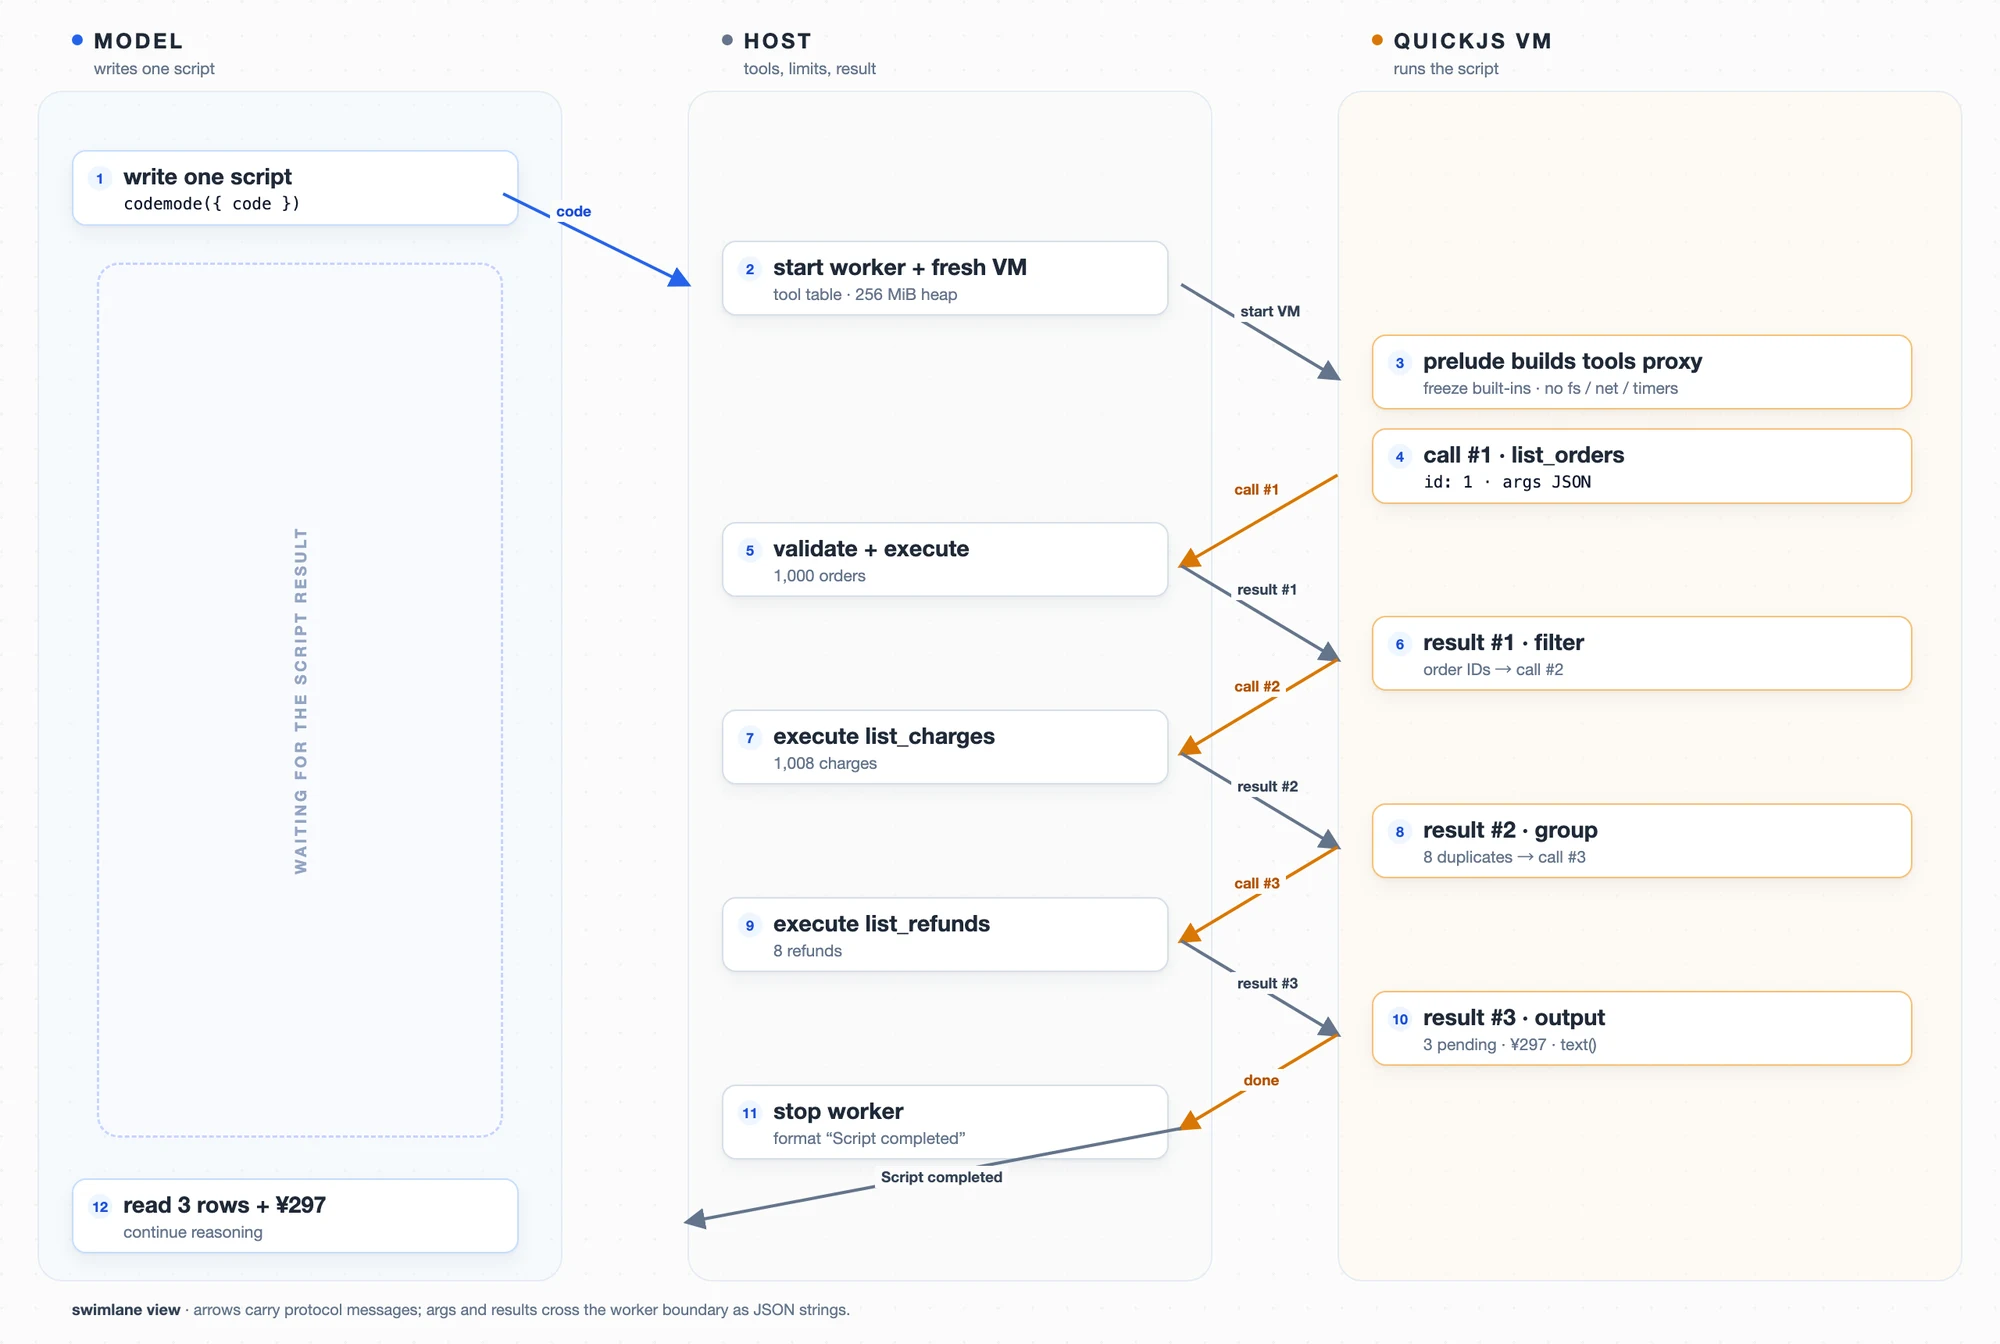 MODEL
writes one script
HOST
tools, limits, result
QUICKJS VM
runs the script
1 write one script
codemode({ code })
code
2 start worker + fresh VM
tool table · 256 MiB heap
start VM
3 prelude builds tools proxy
freeze built-ins · no fs / net / timers
4 call #1 · list_orders
id: 1 · args JSON
call #1
5 validate + execute
1,000 orders
result #1
6 result #1 · filter
order IDs → call #2
call #2
7 execute list_charges
1,008 charges
result #2
8 result #2 · group
8 duplicates → call #3
call #3
9 execute list_refunds
8 refunds
result #3
10 result #3 · output
3 pending · ¥297 · text()
done
11 stop worker
format “Script completed”
Script completed
WAITING FOR THE SCRIPT RESULT
12 read 3 rows + ¥297
continue reasoning
swimlane view · arrows carry protocol messages; args and results cross the worker boundary as JSON strings.